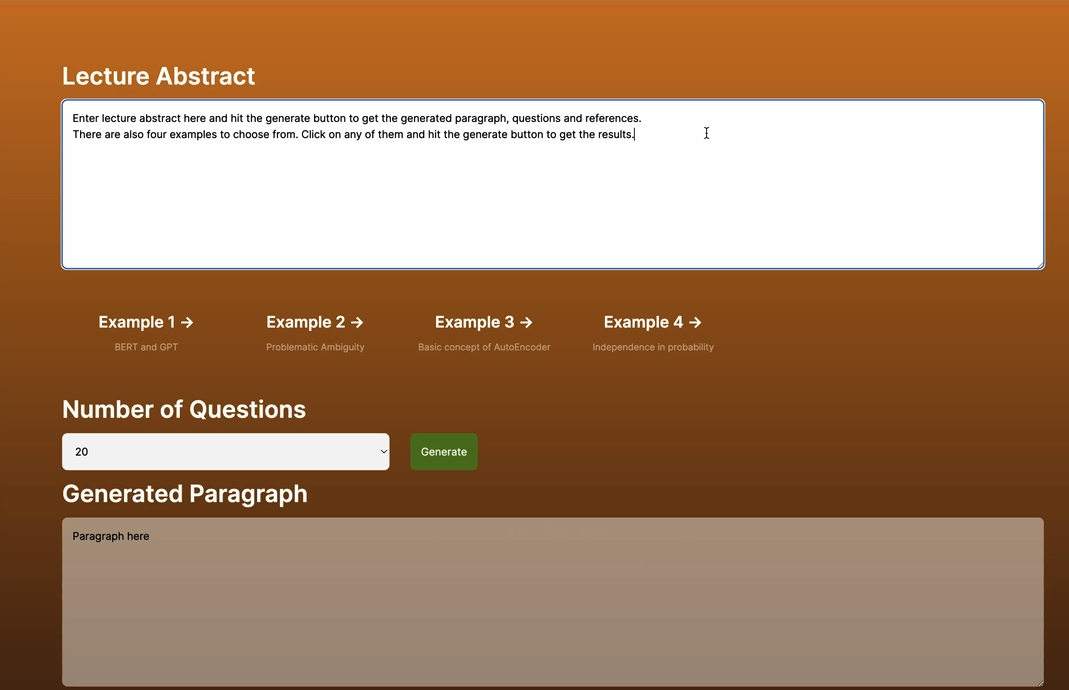 Lecture Abstract
Enter lecture abstract here and hit the generate button to get the generated paragraph, questions and references.
There are also four examples to choose from. Click on any of them and hit the generate button to get the results.
Example 1 →
Example 2 →
Example 3 →
Example 4 →
BERT and GPT
Problematic Ambiguity
Basic concept of AutoEncoder
Independence in probability
Number of Questions
20
Generate
Generated Paragraph
Paragraph here